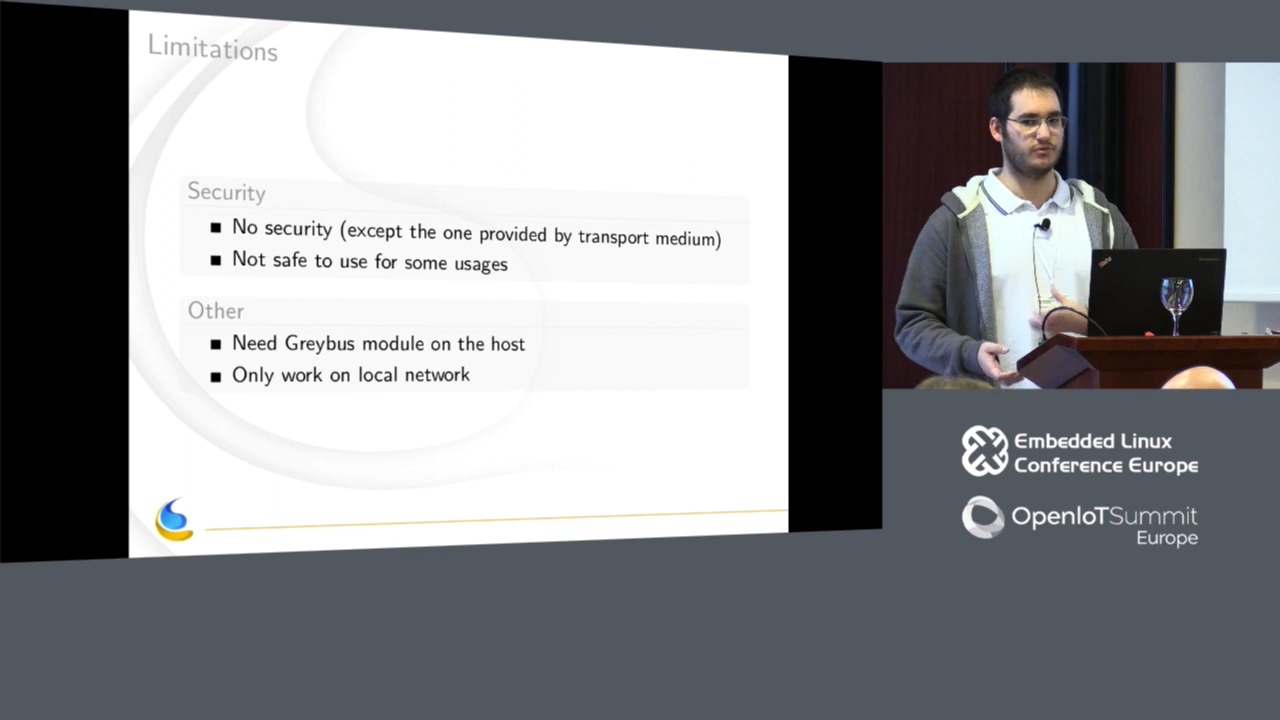 Limitations
Security
No security (except the one provided by transport medium)
Not safe to use for some usages
Other
Need Greybus module on the host
Only work on local network
Embedded Linux
Conference Europe
OpenIoTSummit
Europe